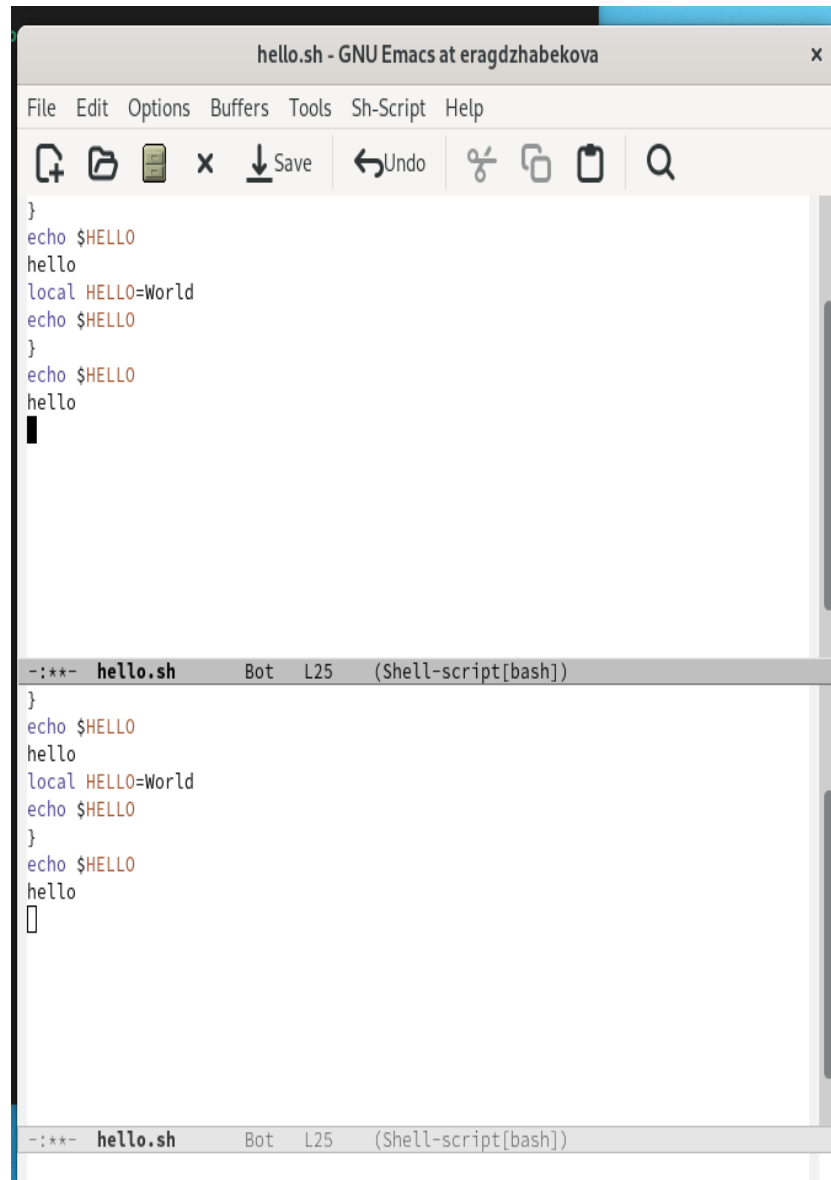 hello.sh - GNU Emacs at eragdzhabekova ×
File Edit Options Buffers Tools Sh-Script Help
Save Undo
}
echo $HELLO
hello
local HELLO=World
echo $HELLO
}
echo $HELLO
hello
-:**- hello.sh Bot L25 (Shell-script[bash])
}
echo $HELLO
hello
local HELLO=World
echo $HELLO
}
echo $HELLO
hello
-:**- hello.sh Bot L25 (Shell-script[bash])